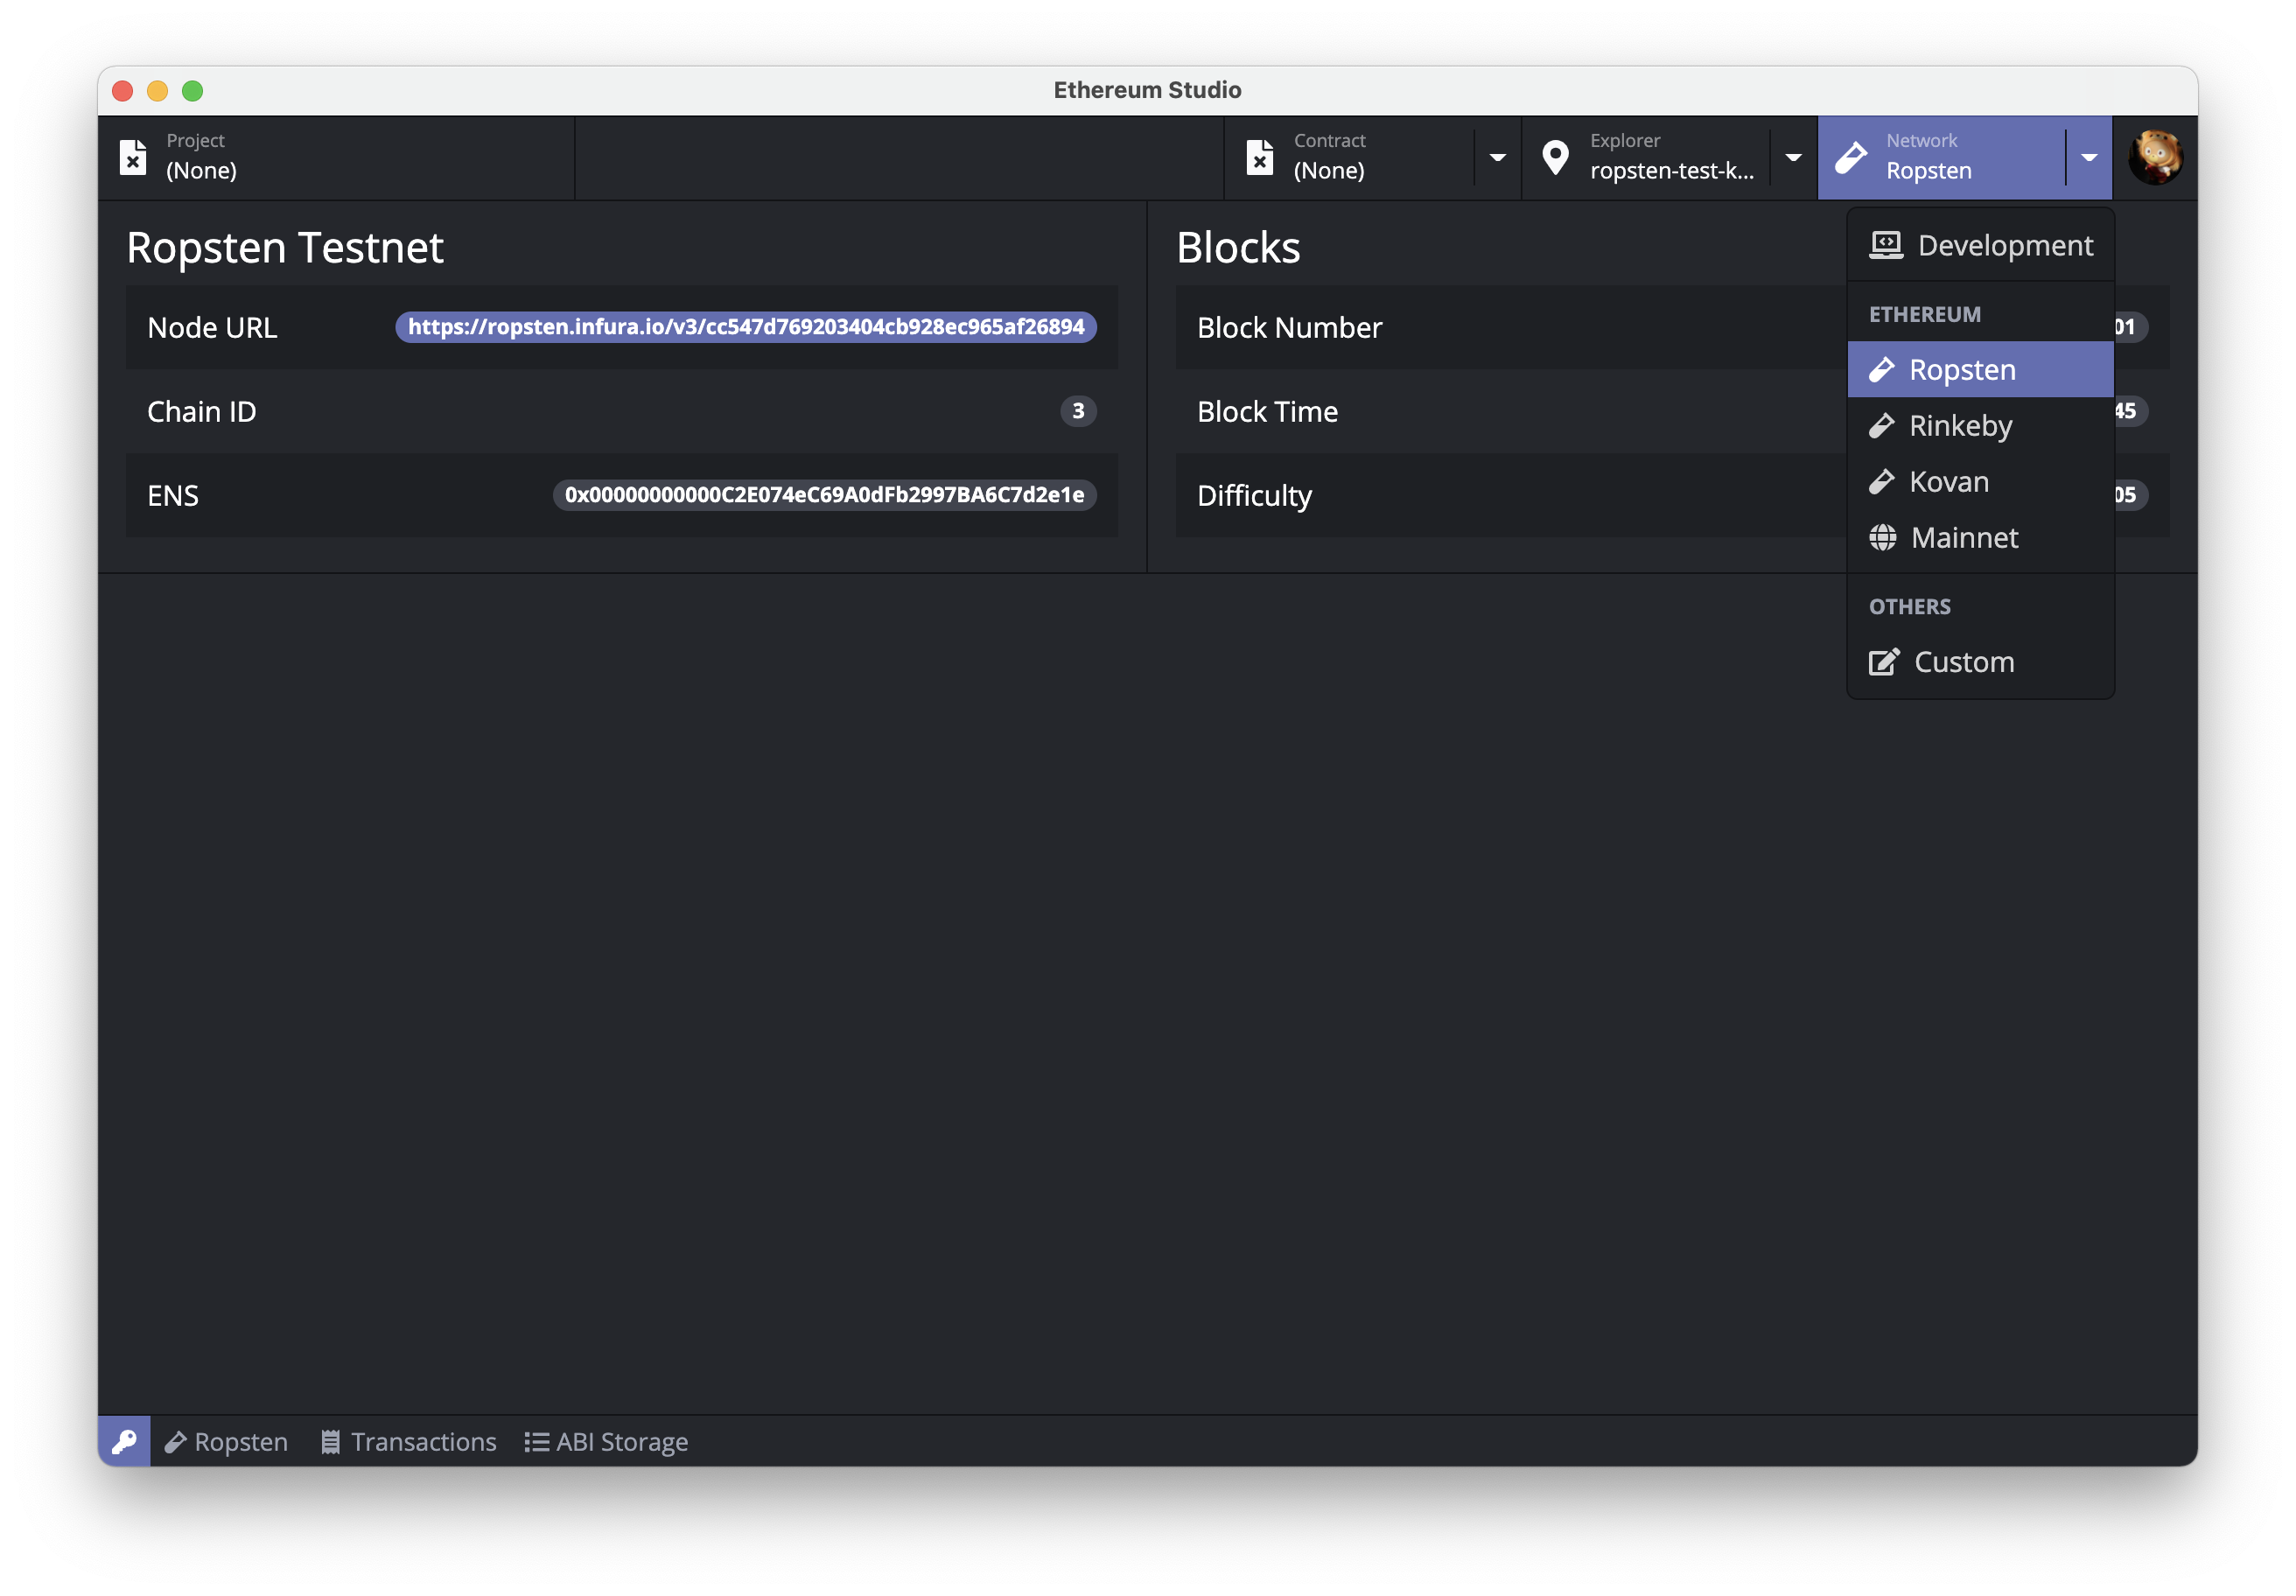 Ethereum Studio
Project
(None)
Contract
(None)
Explorer
ropsten-test-k...
Network
Ropsten
Ropsten Testnet
Node URL
https://ropsten.infura.io/v3/cc547d769203404cb928ec965af26894
Chain ID
3
ENS
0x00000000000C2E074eC69A0dFb2997BA6C7d2e1e
Blocks
Block Number
01
Block Time
45
Difficulty
05
Development
ETHEREUM
Ropsten
Rinkeby
Kovan
Mainnet
OTHERS
Custom
Ropsten
Transactions
ABI Storage